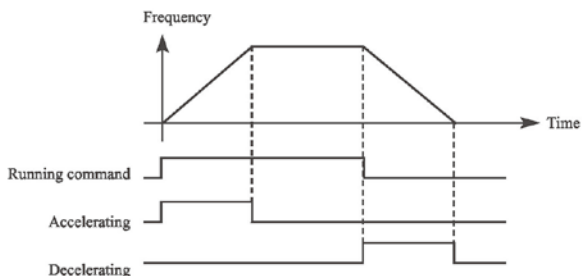 Frequency
Time
Running command
Accelerating
Decelerating